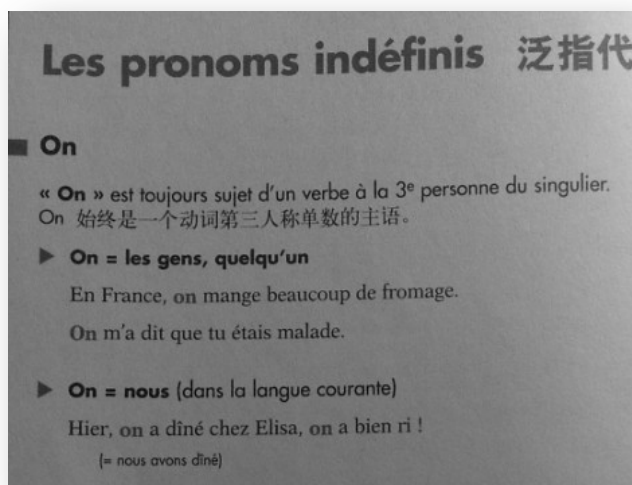 Les pronoms indéfinis 泛指代
On
« On » est toujours sujet d'un verbe à la 3e personne du singulier.
On 始终是一个动词第三人称单数的主语。
▶ On = les gens, quelqu'un
En France, on mange beaucoup de fromage.
On m'a dit que tu étais malade.
▶ On = nous (dans la langue courante)
Hier, on a dîné chez Elisa, on a bien ri !
(= nous avons dîné)